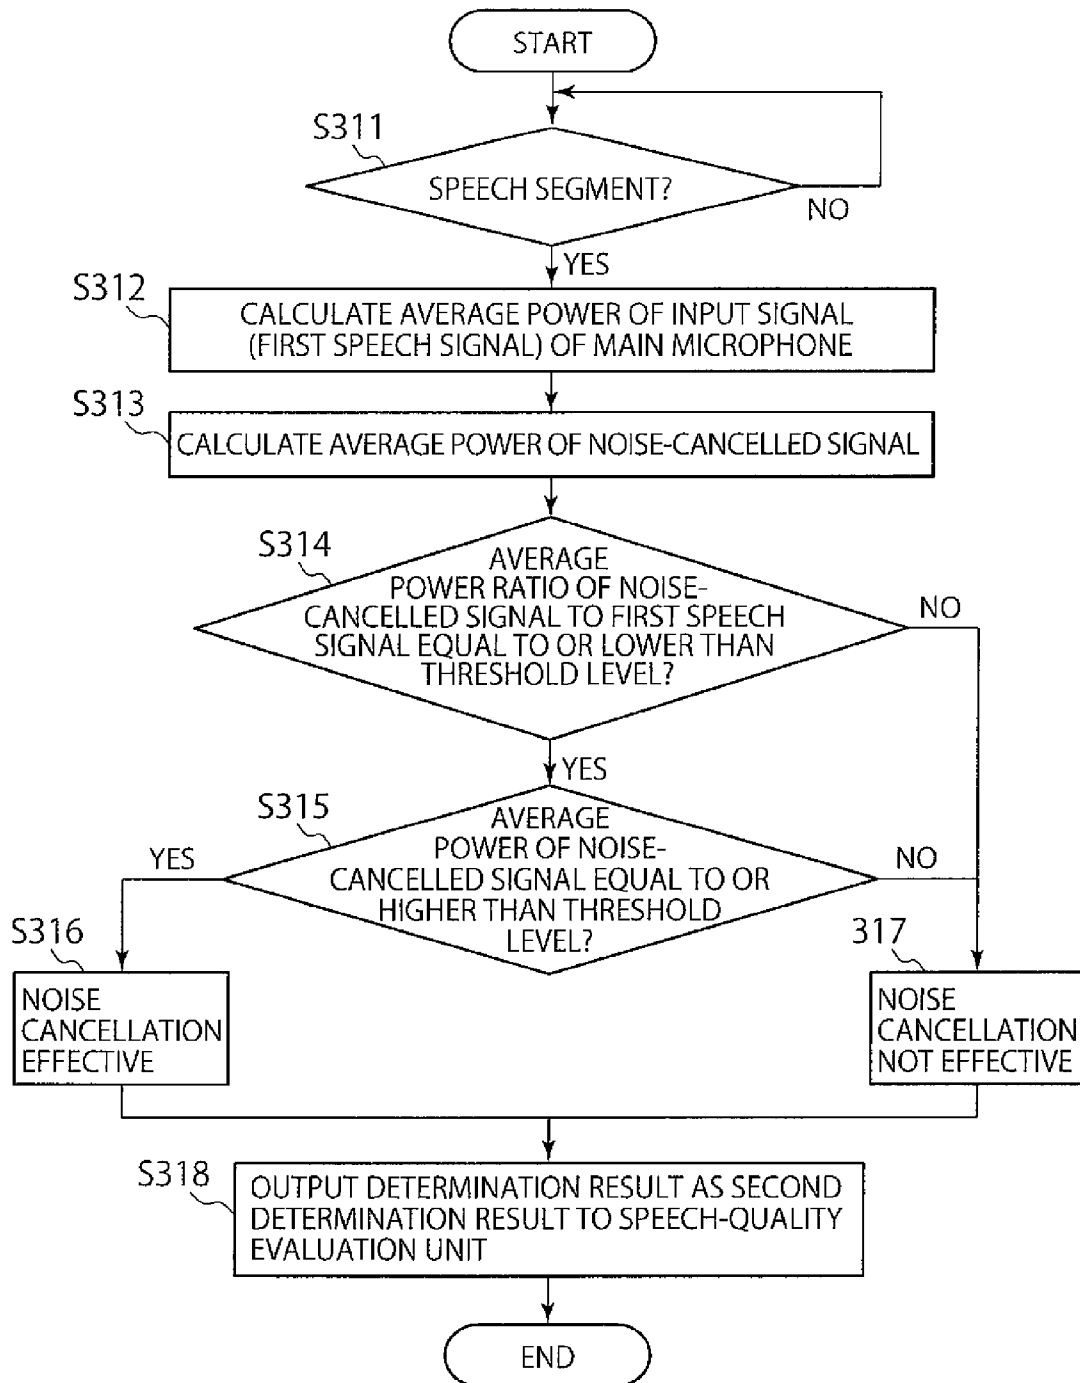 START
S311
SPEECH SEGMENT?
NO
YES
S312
CALCULATE AVERAGE POWER OF INPUT SIGNAL
(FIRST SPEECH SIGNAL) OF MAIN MICROPHONE
S313
CALCULATE AVERAGE POWER OF NOISE-CANCELLED SIGNAL
S314
AVERAGE
POWER RATIO OF NOISE-
CANCELLED SIGNAL TO FIRST SPEECH
SIGNAL EQUAL TO OR LOWER THAN
THRESHOLD LEVEL?
NO
YES
S315
AVERAGE
POWER OF NOISE-
CANCELLED SIGNAL EQUAL TO OR
HIGHER THAN THRESHOLD
LEVEL?
YES
NO
S316
NOISE
CANCELLATION
EFFECTIVE
317
NOISE
CANCELLATION
NOT EFFECTIVE
S318
OUTPUT DETERMINATION RESULT AS SECOND
DETERMINATION RESULT TO SPEECH-QUALITY
EVALUATION UNIT
END